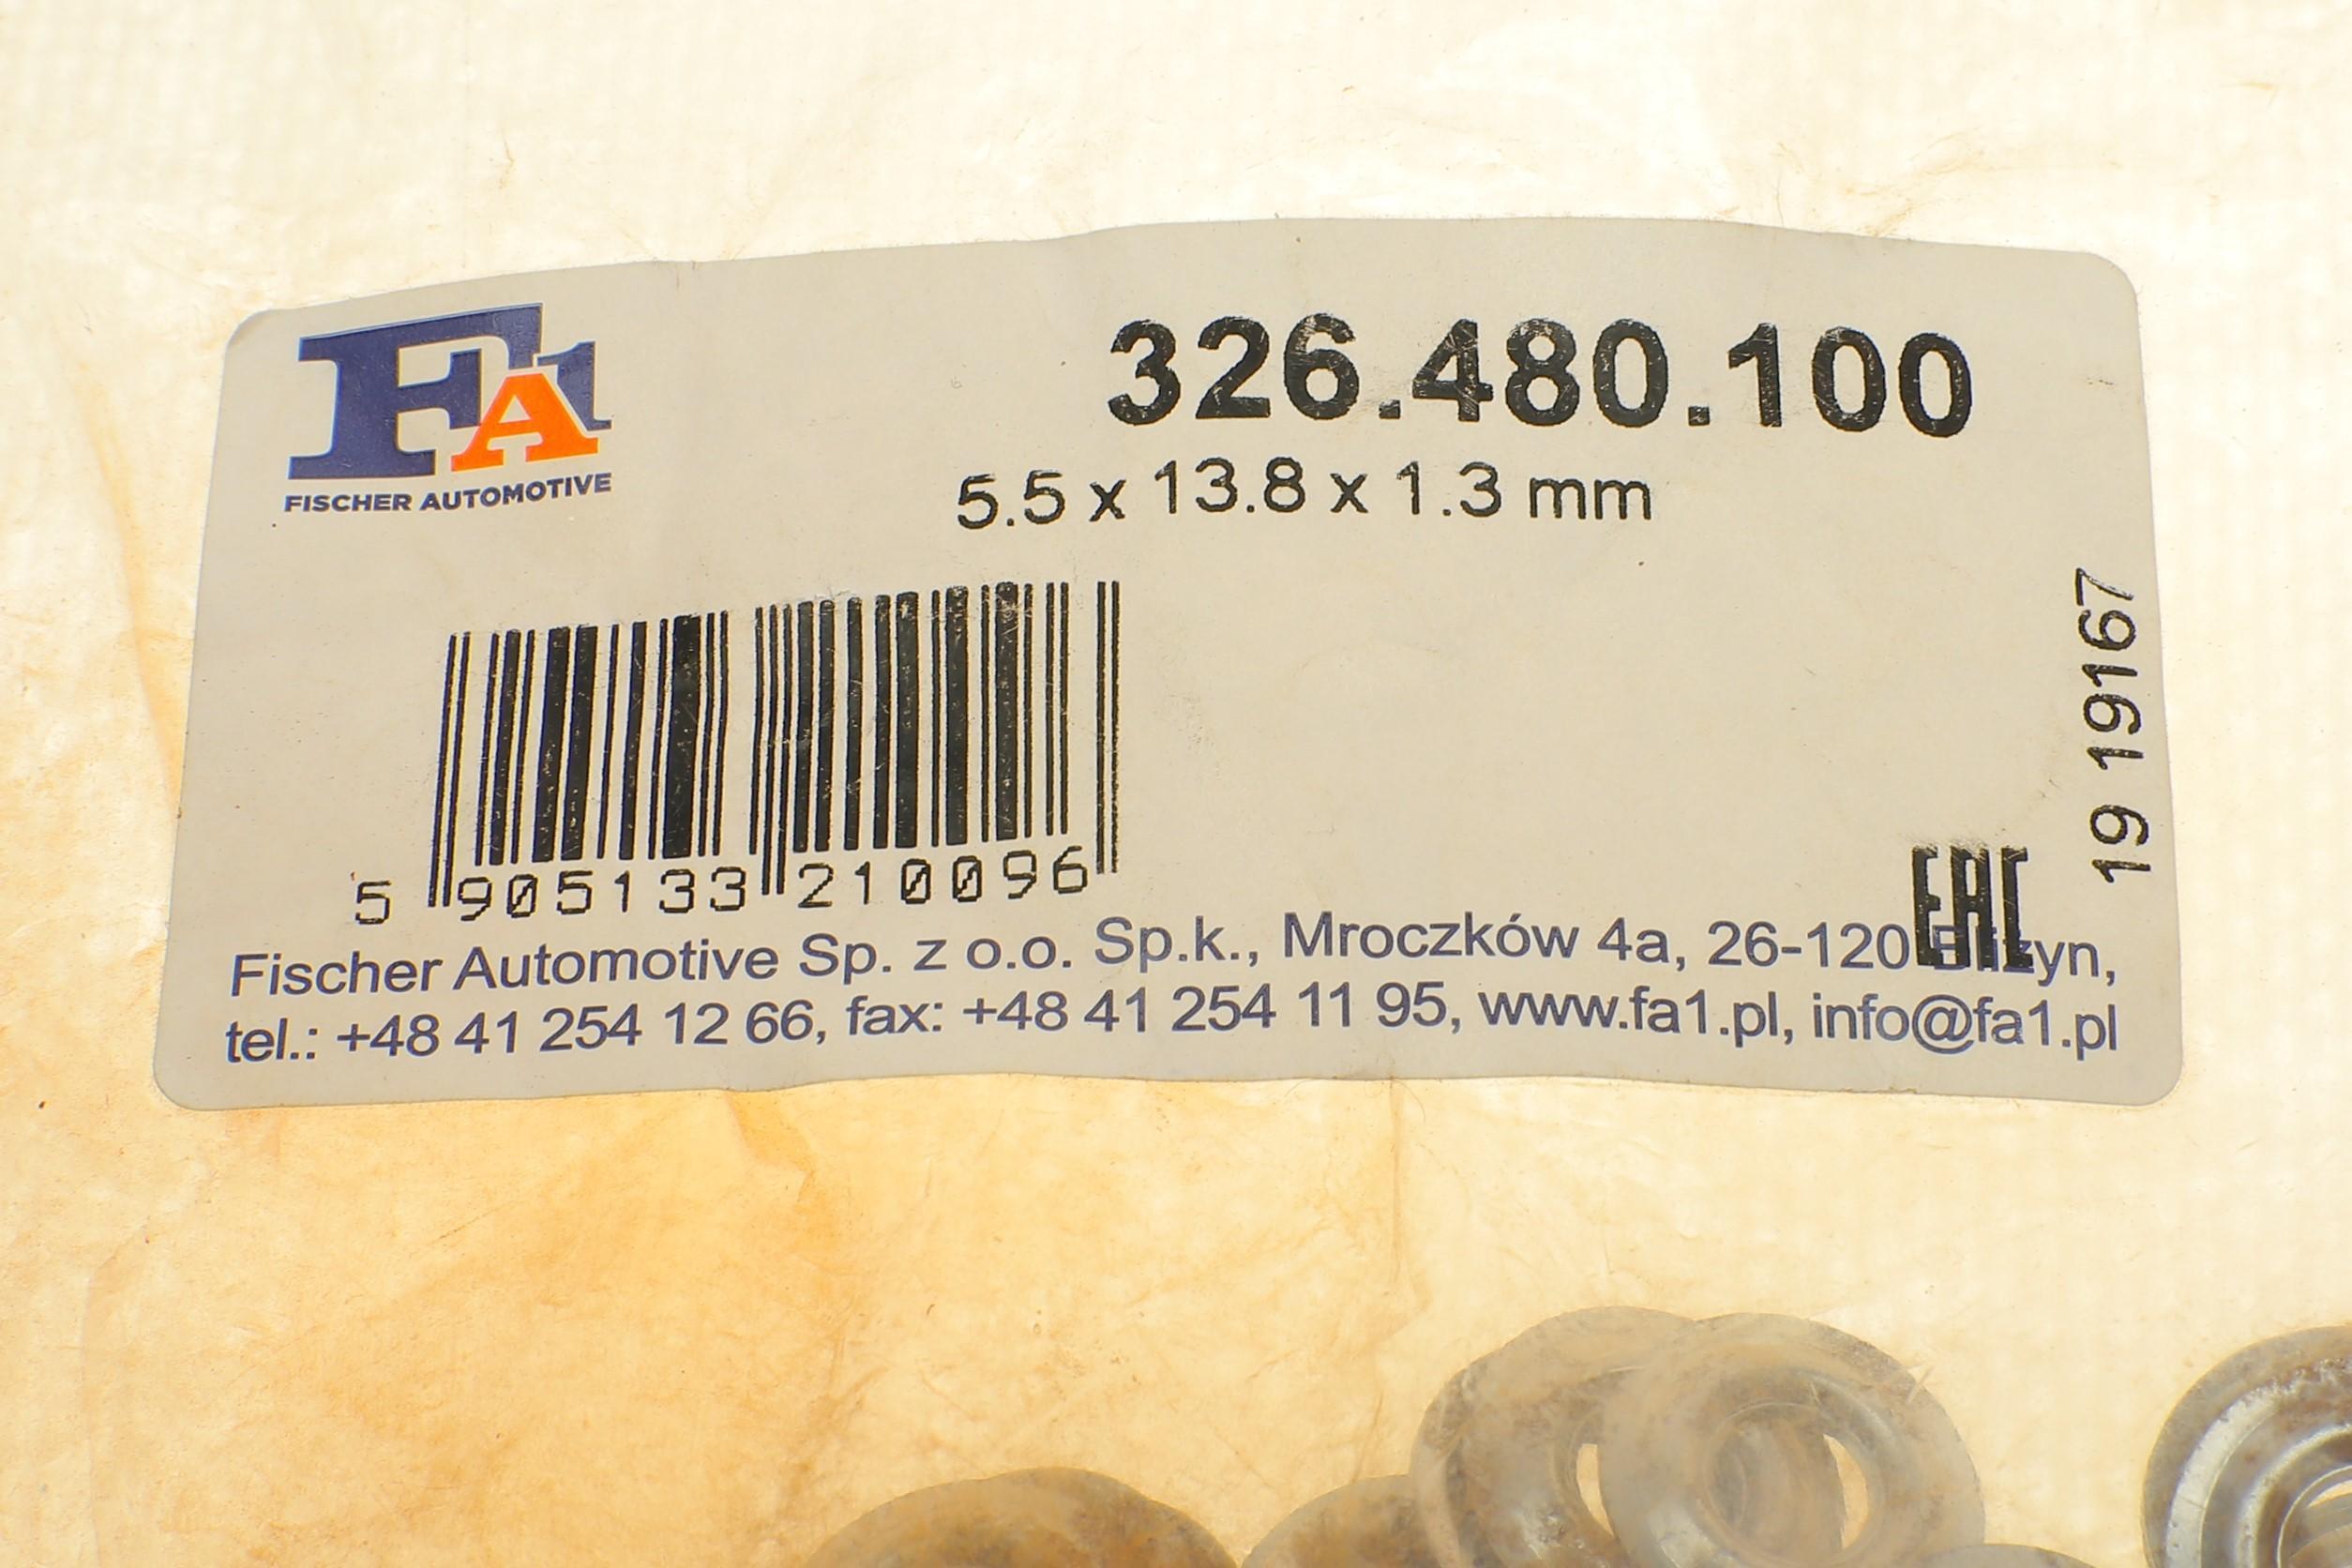 FA1
FISCHER AUTOMOTIVE
326.480.100
5.5 x 13.8 x 1.3 mm
19 19167
5 905133 210096
EAC
Fischer Automotive Sp. z o.o. Sp.k., Mroczków 4a, 26-120 Bliżyn,
tel.: +48 41 254 12 66, fax: +48 41 254 11 95, www.fa1.pl, info@fa1.pl